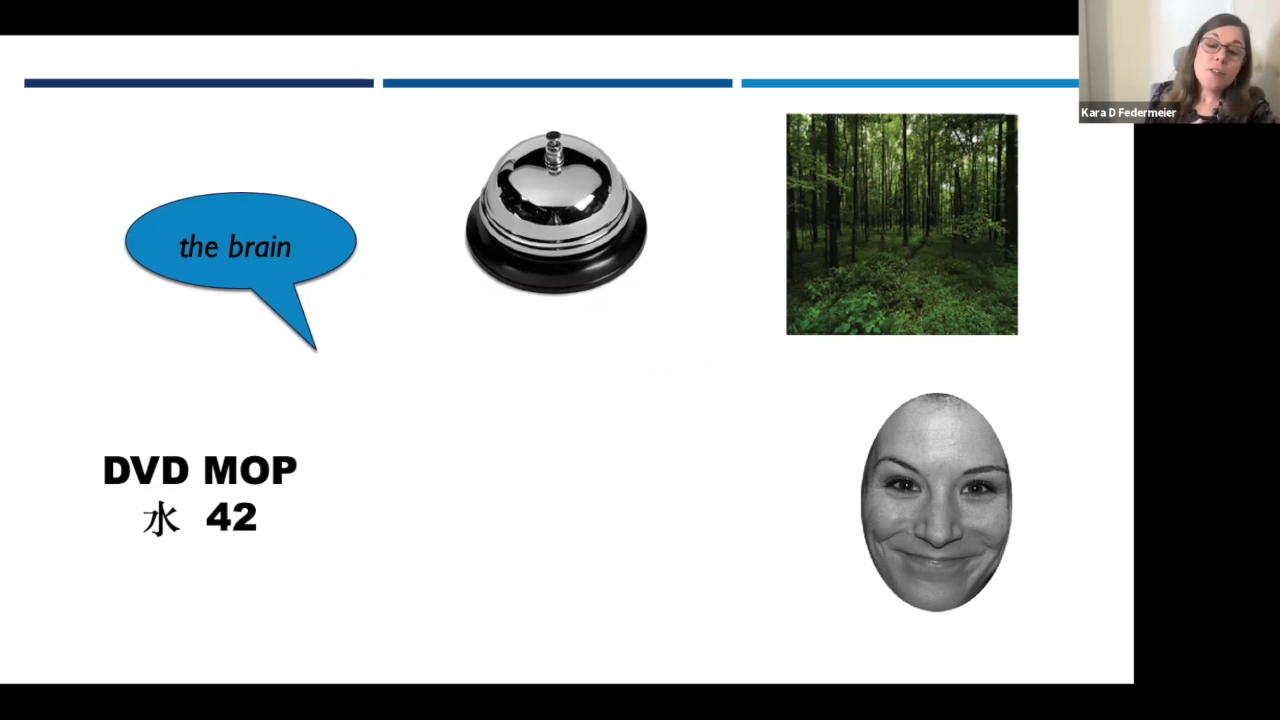 Kara D Federmeier
the brain
DVD MOP
水 42